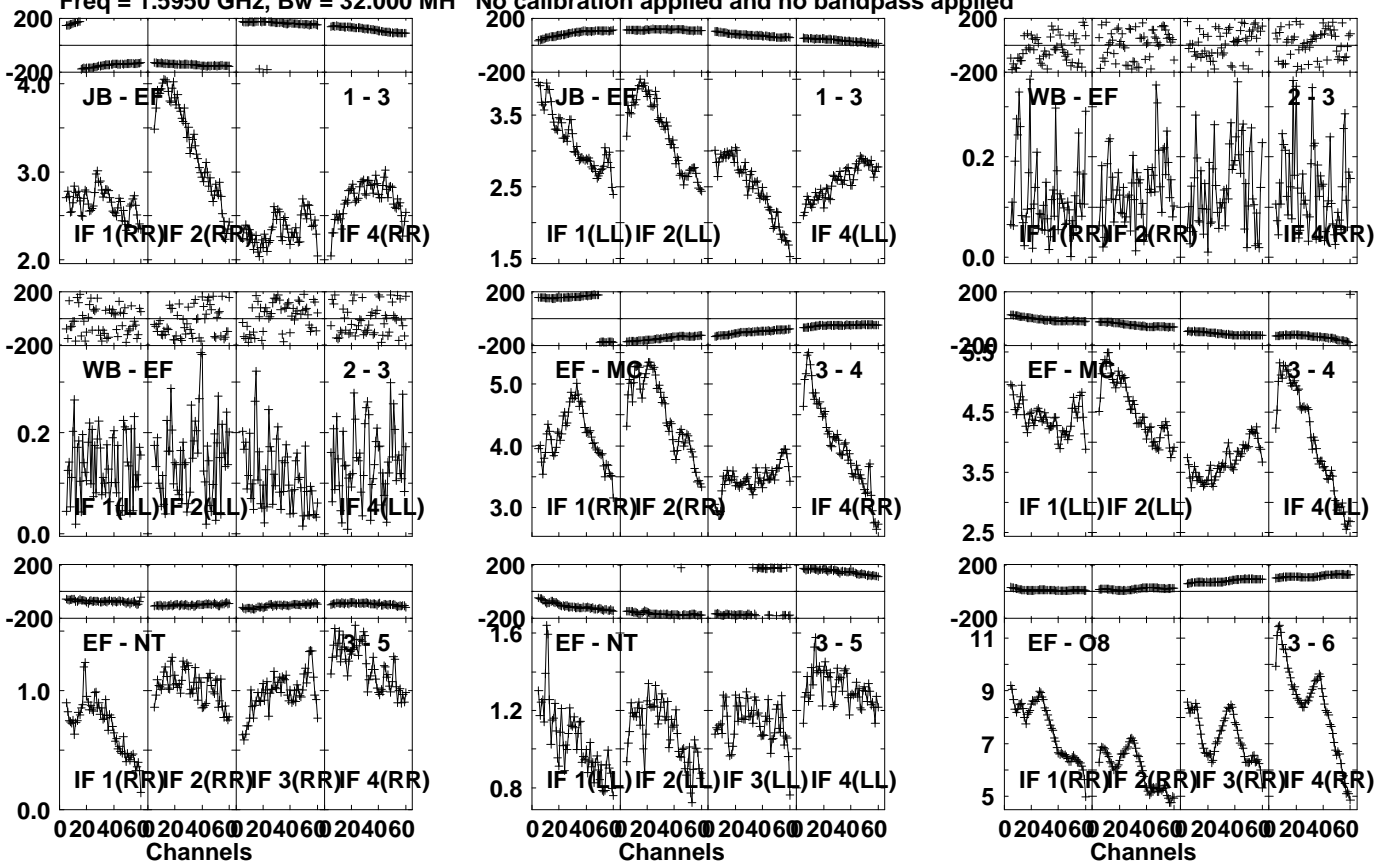 Freq = 1.5950 GHz, Bw = 32.000 MH No calibration applied and no bandpass applied
200
-200
4.0
3.0
2.0
JB - EF
1 - 3
IF 1(RR)
IF 2(RR)
IF 4(RR)
200
-200
3.5
2.5
1.5
JB - EF
1 - 3
IF 1(LL)
IF 2(LL)
IF 4(LL)
200
-200
0.2
0.0
WB - EF
2 - 3
IF 1(RR)
IF 2(RR)
IF 4(RR)
200
-200
0.2
0.0
WB - EF
2 - 3
IF 1(LL)
IF 2(LL)
IF 4(LL)
200
-200
5.0
4.0
3.0
EF - MC
3 - 4
IF 1(RR)
IF 2(RR)
IF 4(RR)
200
-200
5.5
4.5
3.5
2.5
EF - MC
3 - 4
IF 1(LL)
IF 2(LL)
IF 4(LL)
200
-200
1.0
0.0
EF - NT
3 - 5
IF 1(RR)
IF 2(RR)
IF 3(RR)
IF 4(RR)
0 20 40 60 0 20 40 60 0 20 40 60 0 20 40 60
Channels
200
-200
1.6
1.2
0.8
EF - NT
3 - 5
IF 1(LL)
IF 2(LL)
IF 3(LL)
IF 4(LL)
0 20 40 60 0 20 40 60 0 20 40 60 0 20 40 60
Channels
200
-200
11
9
7
5
EF - O8
3 - 6
IF 1(RR)
IF 2(RR)
IF 3(RR)
IF 4(RR)
0 20 40 60 0 20 40 60 0 20 40 60 0 20 40 60
Channels